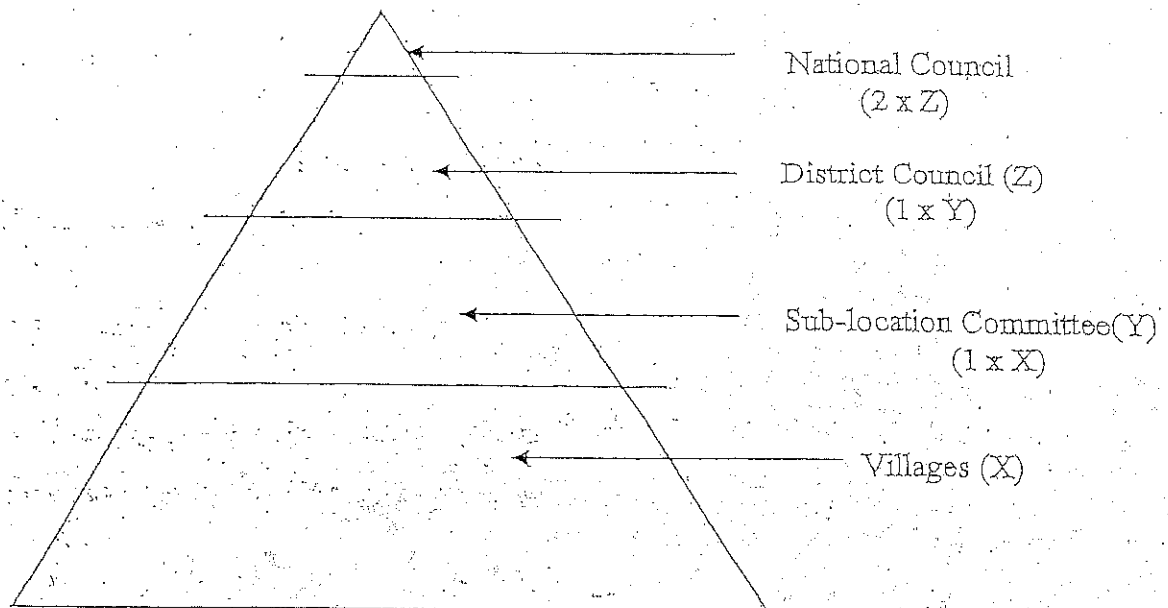 National Council
(2 x Z)
District Council (Z)
(1 x Y)
Sub-location Committee(Y)
(1 x X)
Villages (X)